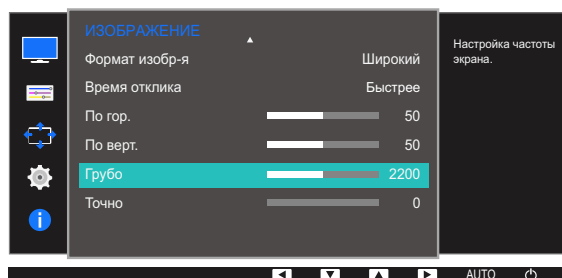 ИЗОБРАЖЕНИЕ
Формат изобр-я Широкий
Время отклика Быстрее
По гор. 50
По верт. 50
Грубо 2200
Точно 0
Настройка частоты
экрана.
AUTO